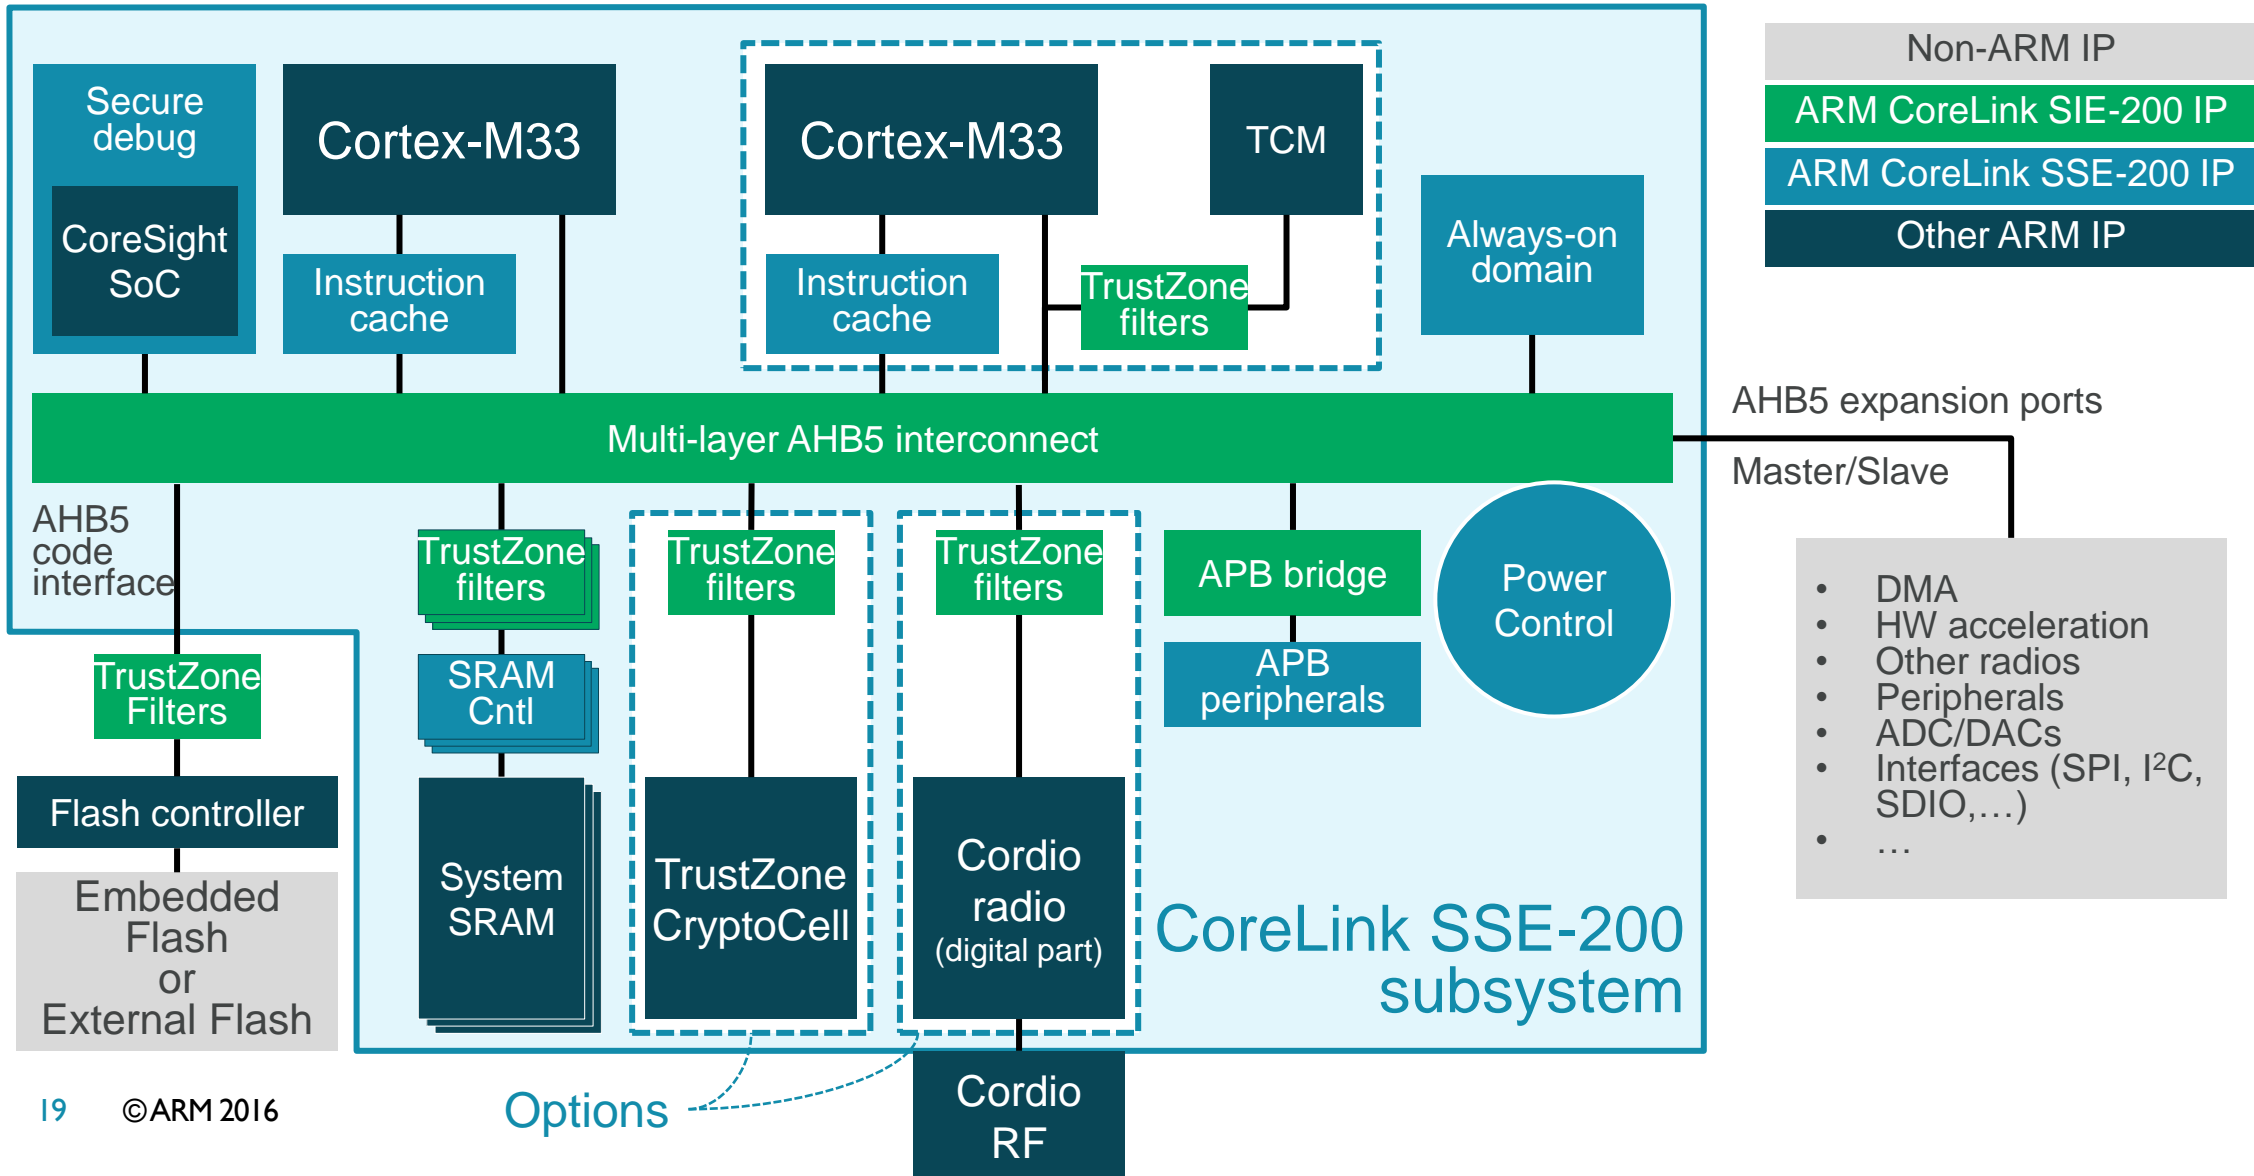 Secure
debug
CoreSight
SoC
Cortex-M33
Instruction
cache
Cortex-M33
Instruction
cache
TCM
TrustZone
filters
Always-on
domain
Non-ARM IP
ARM CoreLink SIE-200 IP
ARM CoreLink SSE-200 IP
Other ARM IP
Multi-layer AHB5 interconnect
AHB5 expansion ports
Master/Slave
AHB5
code
interface
TrustZone
filters
TrustZone
filters
TrustZone
filters
APB bridge
Power
Control
TrustZone
Filters
SRAM
Cntl
APB
peripherals
Flash controller
Embedded
Flash
or
External Flash
System
SRAM
TrustZone
CryptoCell
Cordio
radio
(digital part)
CoreLink SSE-200
subsystem
• DMA
• HW acceleration
• Other radios
• Peripherals
• ADC/DACs
• Interfaces (SPI, I²C,
SDIO,…)
• …
Options
Cordio
RF
19 ©ARM 2016